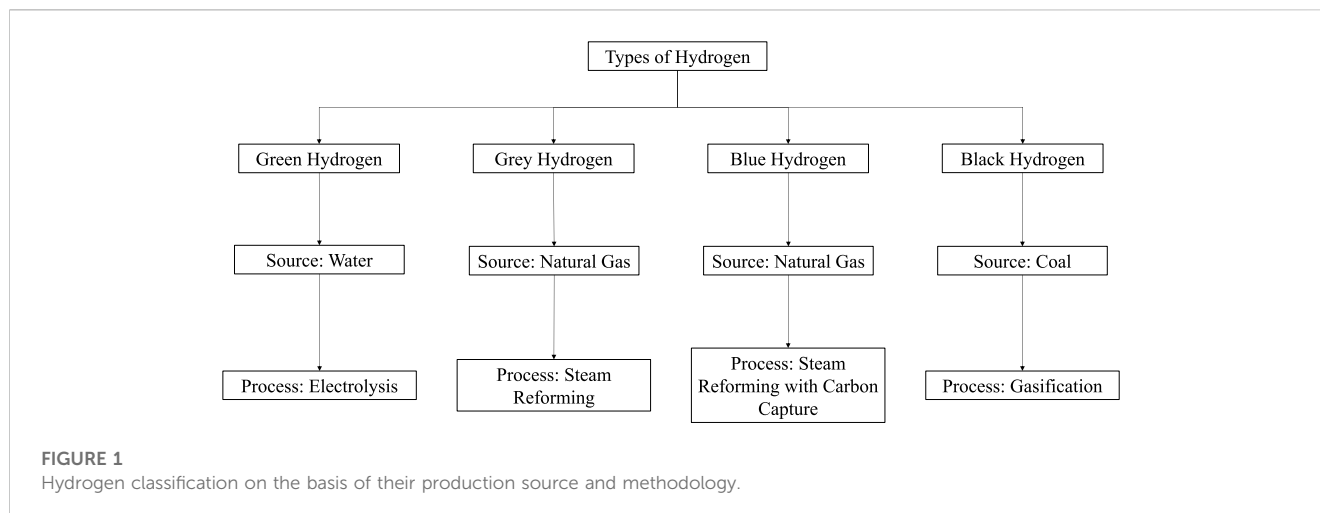 Types of Hydrogen
Green Hydrogen
Grey Hydrogen
Blue Hydrogen
Black Hydrogen
Source: Water
Source: Natural Gas
Source: Natural Gas
Source: Coal
Process: Electrolysis
Process: Steam
Reforming
Process: Steam
Reforming with Carbon
Capture
Process: Gasification
FIGURE 1
Hydrogen classification on the basis of their production source and methodology.